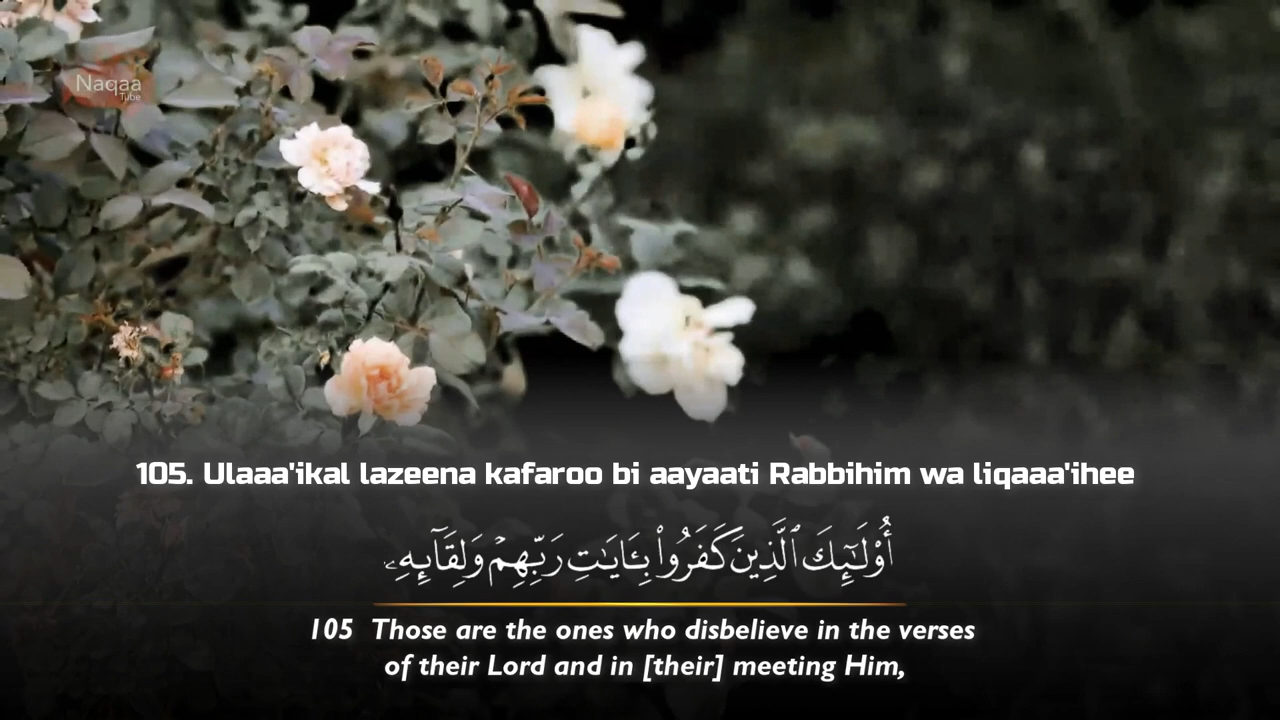 Naqaa
Tube
105. Ulaaa'ikal lazeena kafaroo bi aayaati Rabbihim wa liqaaa'ihee
أُو۟لَـٰٓئِكَ ٱلَّذِينَ كَفَرُوا۟ بِـَٔايَـٰتِ رَبِّهِمْ وَلِقَآئِهِۦ
105 Those are the ones who disbelieve in the verses
of their Lord and in [their] meeting Him,